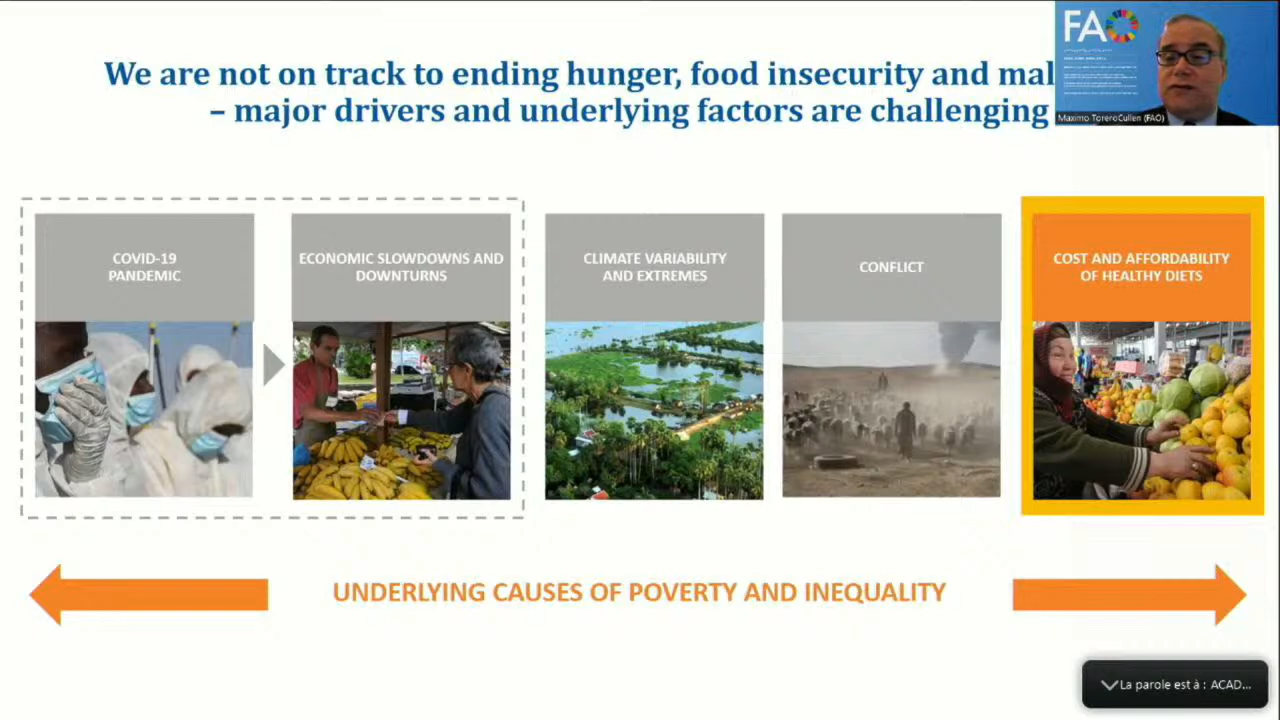 We are not on track to ending hunger, food insecurity and mal
– major drivers and underlying factors are challenging
FAO
Maximo ToreroCullen (FAO)
COVID-19
PANDEMIC
ECONOMIC SLOWDOWNS AND
DOWNTURNS
CLIMATE VARIABILITY
AND EXTREMES
CONFLICT
COST AND AFFORDABILITY
OF HEALTHY DIETS
UNDERLYING CAUSES OF POVERTY AND INEQUALITY
La parole est à : ACAD...